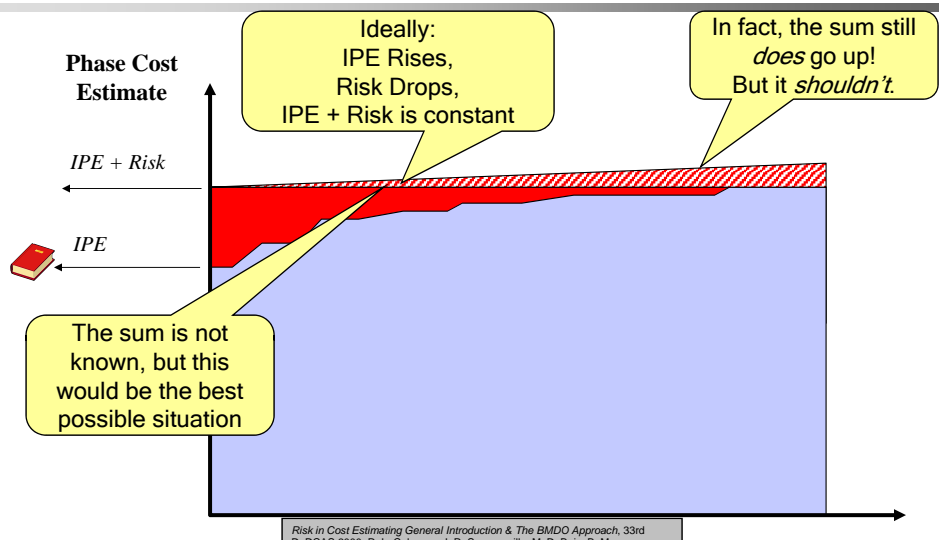 Phase Cost
Estimate
Ideally:
IPE Rises,
Risk Drops,
IPE + Risk is constant
In fact, the sum still
does go up!
But it shouldn't.
IPE + Risk
IPE
The sum is not
known, but this
would be the best
possible situation
Risk in Cost Estimating General Introduction & The BMDO Approach, 33rd